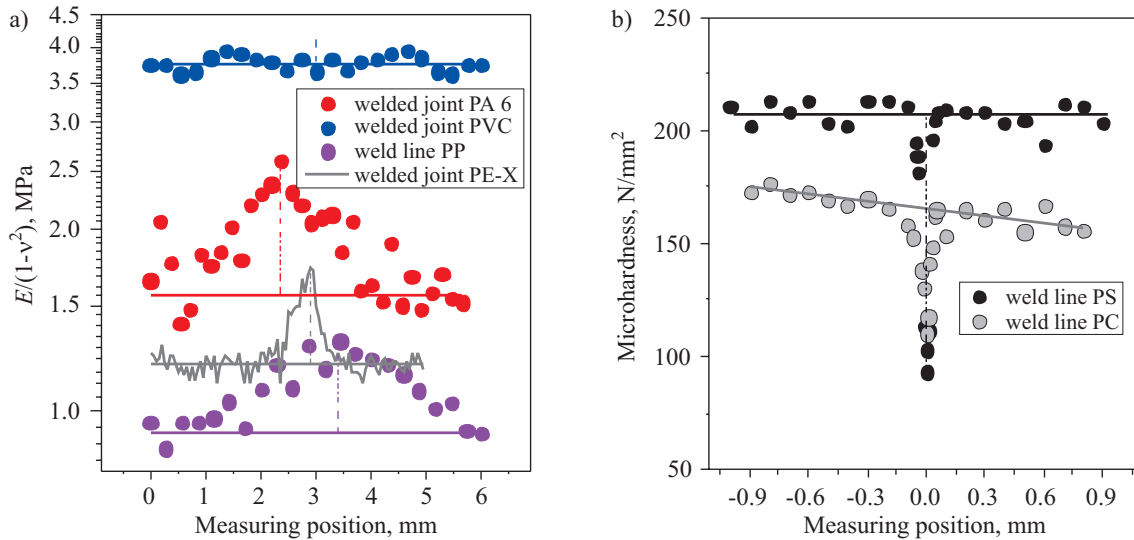 a)
E/(1-ν²), MPa
4.5
4.0
3.5
3.0
2.5
2.0
1.5
1.0
welded joint PA 6
welded joint PVC
weld line PP
welded joint PE-X
0 1 2 3 4 5 6
Measuring position, mm
b)
Microhardness, N/mm²
250
200
150
100
50
weld line PS
weld line PC
-0.9 -0.6 -0.3 0.0 0.3 0.6 0.9
Measuring position, mm